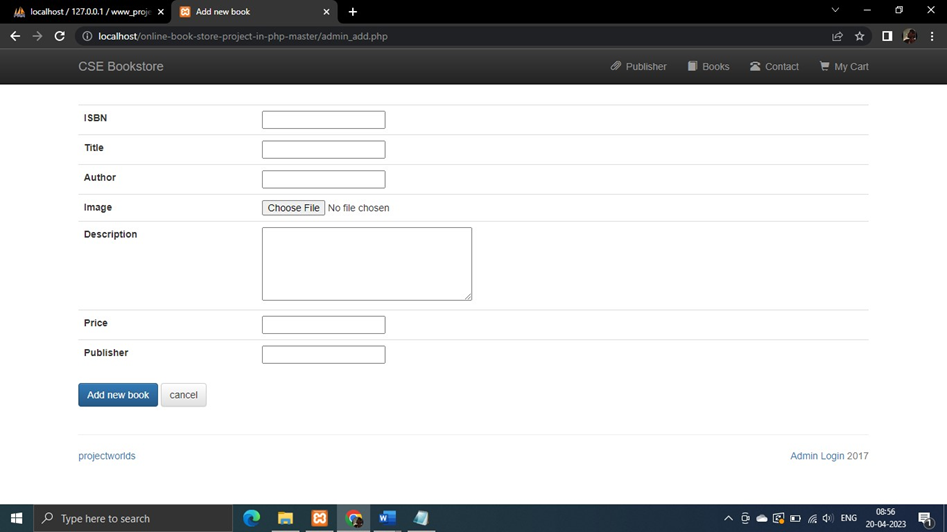 localhost / 127.0.0.1 / www_proj
Add new book
localhost/online-book-store-project-in-php-master/admin_add.php
CSE Bookstore
Publisher
Books
Contact
My Cart
ISBN
Title
Author
Image
Choose File No file chosen
Description
Price
Publisher
Add new book
cancel
projectworlds
Admin Login 2017
Type here to search
ENG
08:56
20-04-2023
1